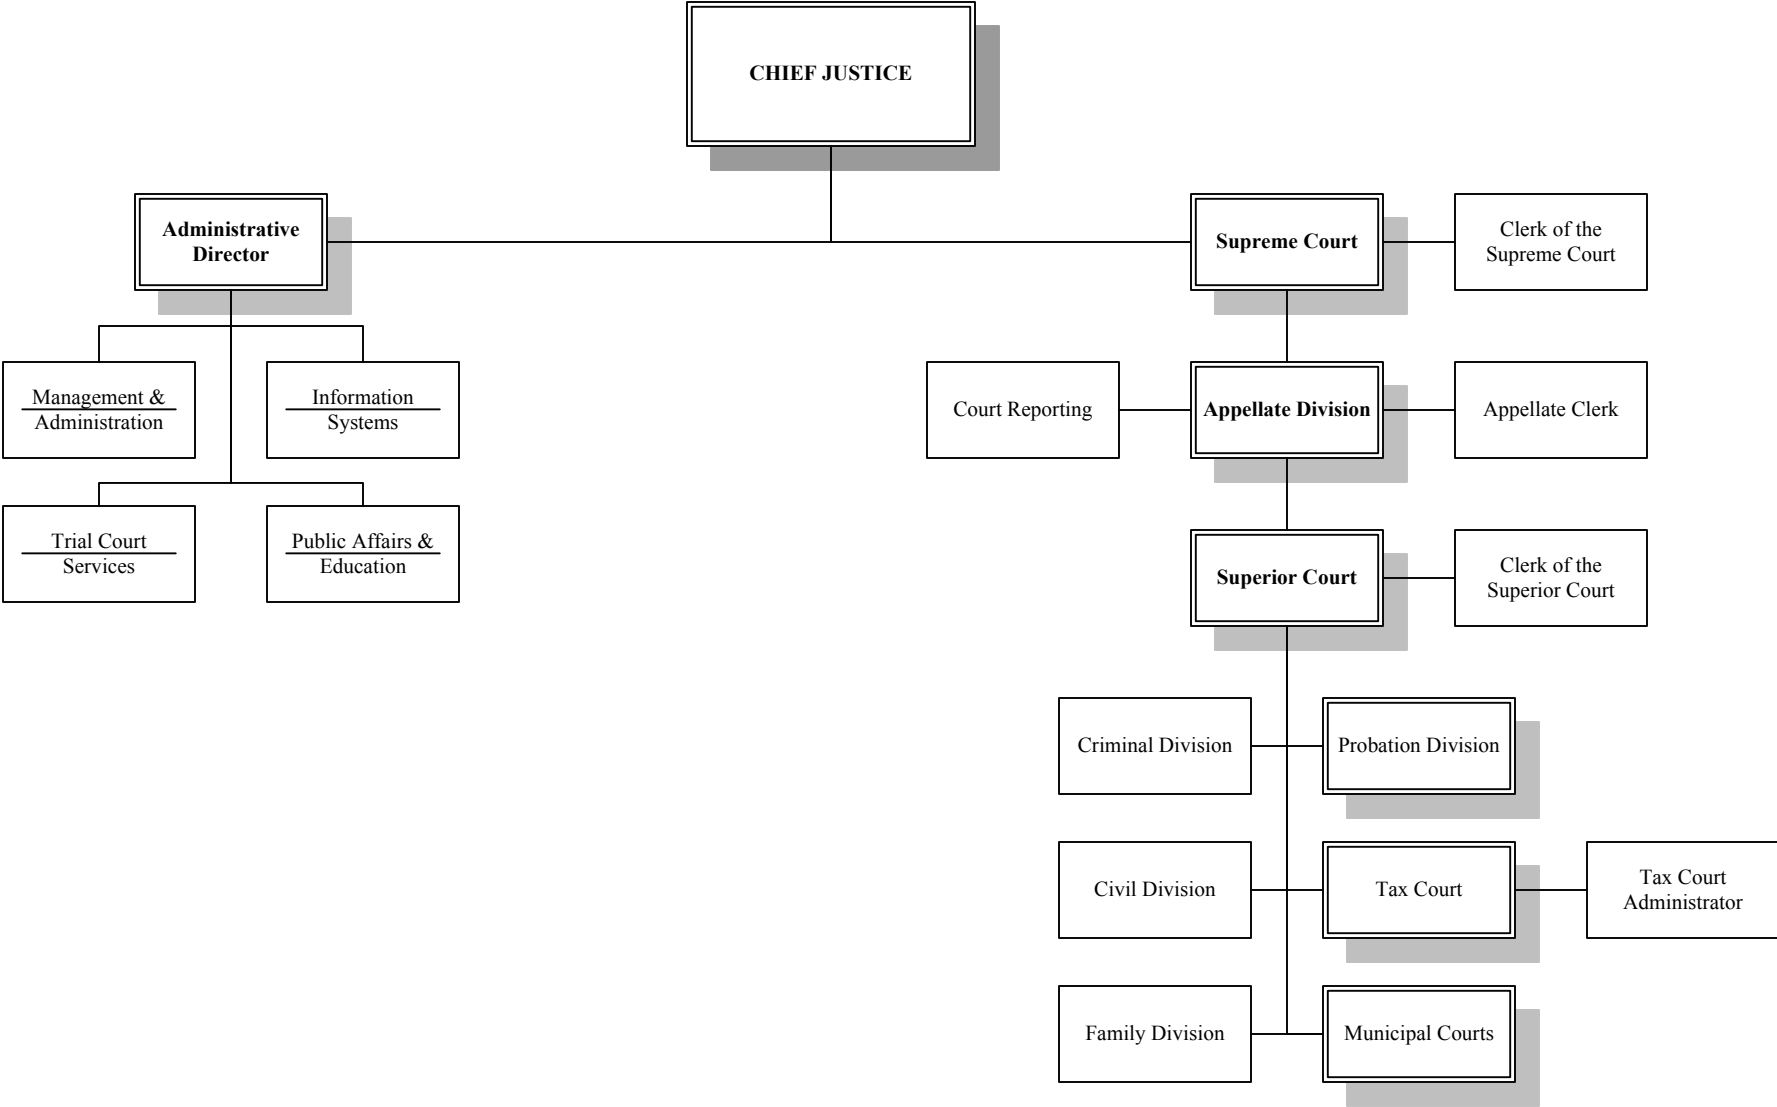 CHIEF JUSTICE
Administrative
Director
Supreme Court
Clerk of the
Supreme Court
Management &
Administration
Information
Systems
Court Reporting
Appellate Division
Appellate Clerk
Trial Court
Services
Public Affairs &
Education
Superior Court
Clerk of the
Superior Court
Criminal Division
Probation Division
Civil Division
Tax Court
Tax Court
Administrator
Family Division
Municipal Courts